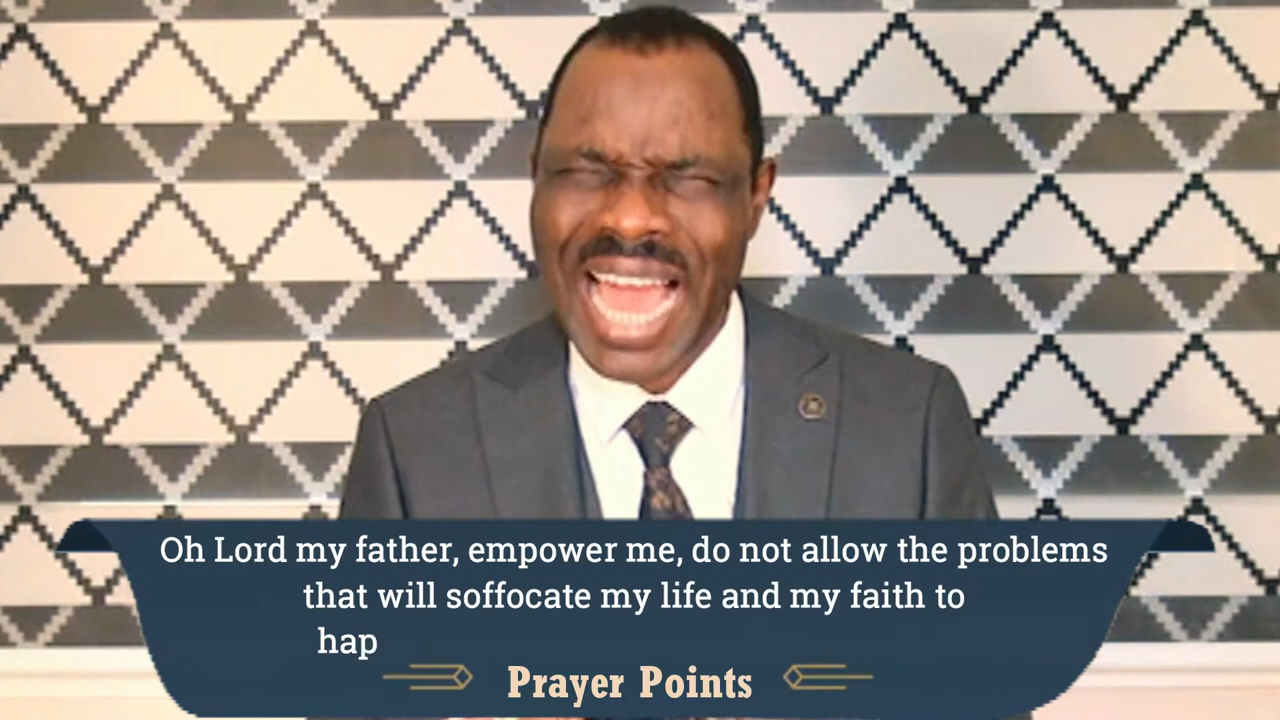 Oh Lord my father, empower me, do not allow the problems
that will soffocate my life and my faith to
hap
Prayer Points